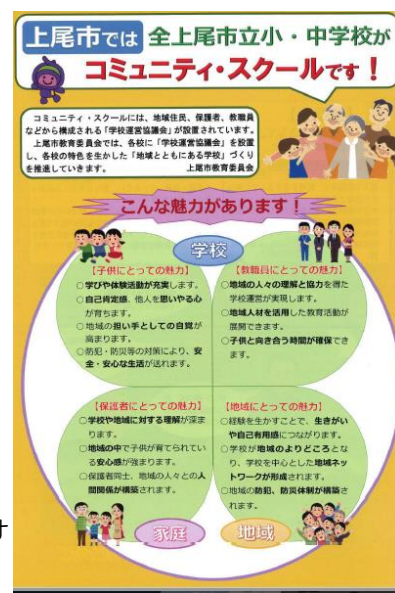 上尾市では 全上尾市立小・中学校が
コミュニティ・スクールです！
コミュニティ・スクールには、地域住民、保護者、教職員
などから構成される「学校運営協議会」が設置されています。
上尾市教育委員会では、各校に「学校運営協議会」を設置
し、各校の特色を生かした「地域とともにある学校」づくり
を推進していきます。 上尾市教育委員会
こんな魅力があります！
学校
【子供にとっての魅力】
○学びや体験活動が充実します。
○自己肯定感、他人を思いやる心
が育ちます。
○地域の担い手としての自覚が
高まります。
○防犯・防災等の対策により、安
全・安心な生活が送れます。
【教職員にとっての魅力】
○地域の人々の理解と協力を得た
学校運営が実現します。
○地域人材を活用した教育活動が
展開できます。
○子供と向き合う時間が確保でき
ます。
【保護者にとっての魅力】
○学校や地域に対する理解が深ま
ります。
○地域の中で子供が育てられてい
る安心感が強まります。
○保護者同士、地域の人々との人
間関係が構築されます。
【地域にとっての魅力】
○経験を生かすことで、生きがい
や自己有用感につながります。
○学校が地域のよりどころとな
り、学校を中心とした地域ネッ
トワークが形成されます。
○地域の防犯、防災体制が構築さ
れます。
家庭
地域